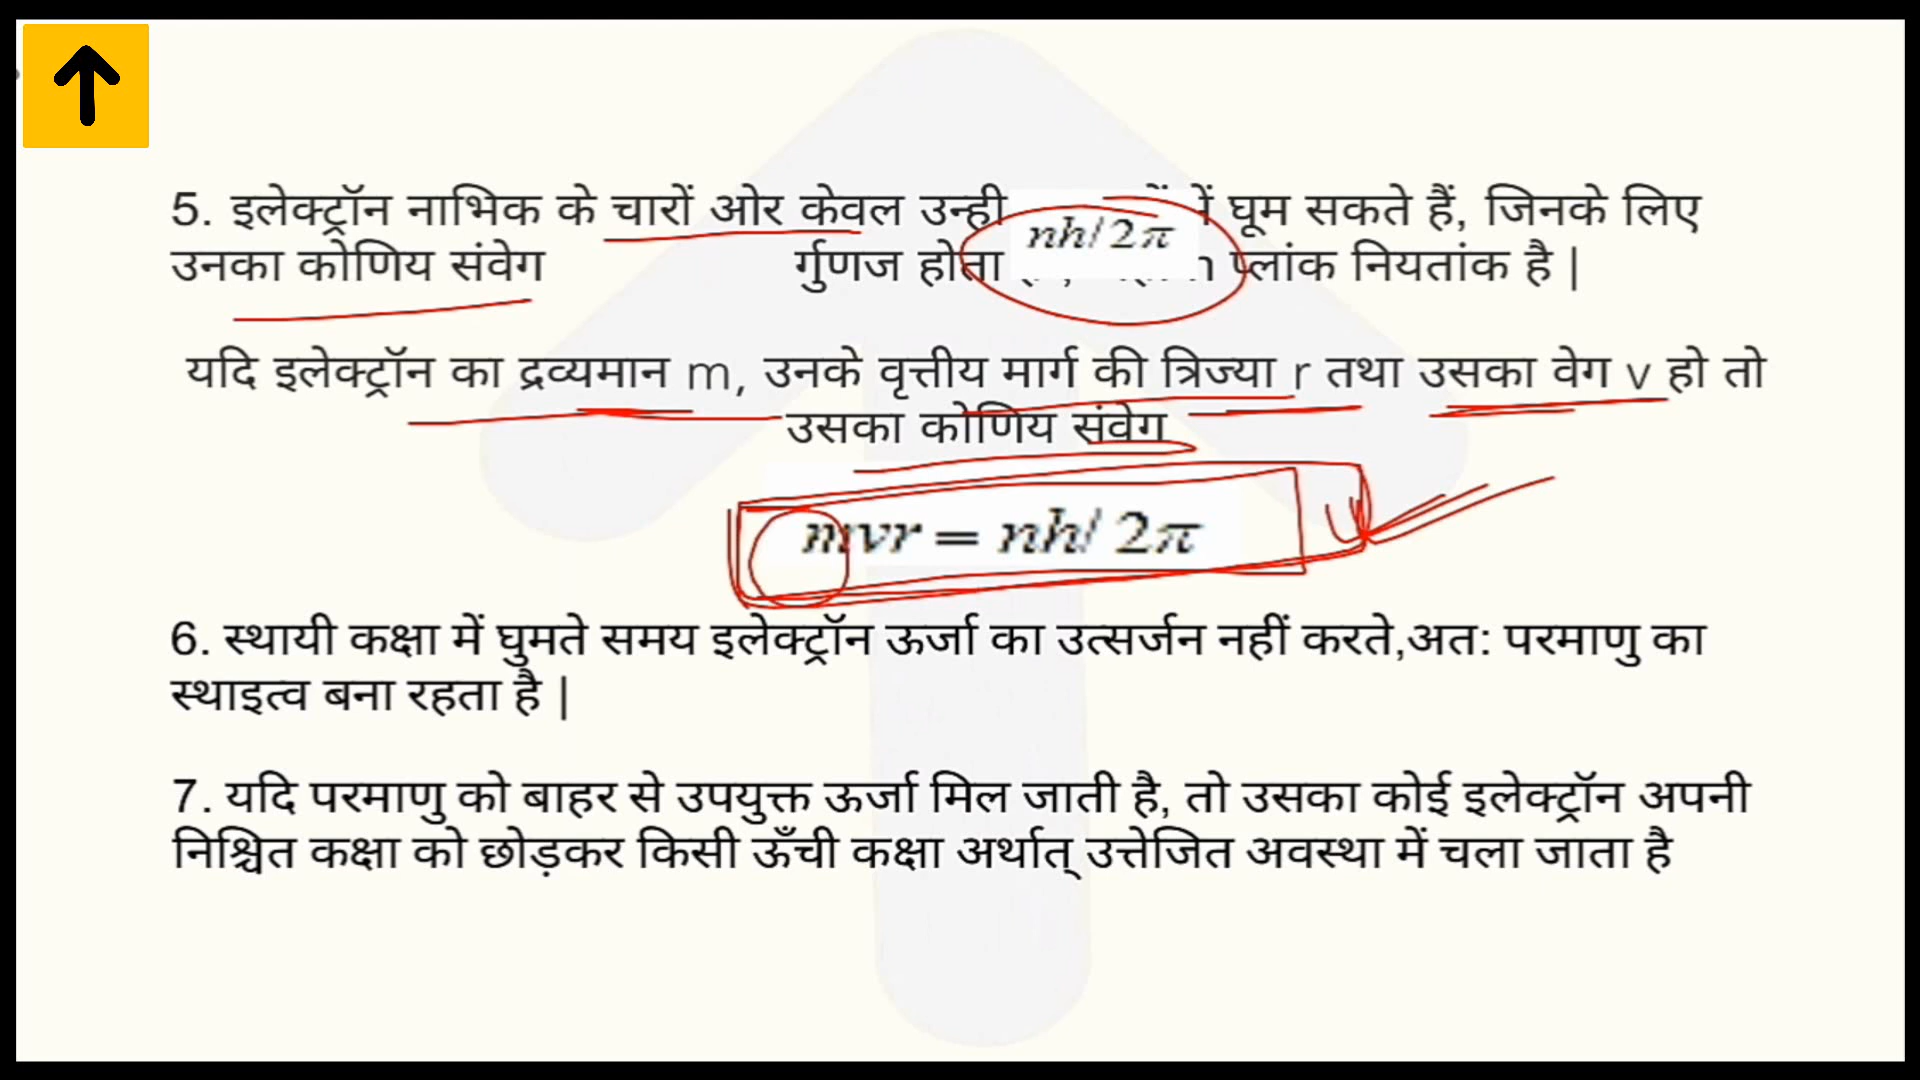 5. इलेक्ट्रॉन नाभिक के चारों ओर केवल उन्ही में घूम सकते हैं, जिनके लिए
nh/2π
उनका कोणिय संवेग र्गुणज होता प्लांक नियतांक है |
यदि इलेक्ट्रॉन का द्रव्यमान m, उनके वृत्तीय मार्ग की त्रिज्या r तथा उसका वेग v हो तो
उसका कोणिय संवेग
mvr = nh/ 2π
6. स्थायी कक्षा में घुमते समय इलेक्ट्रॉन ऊर्जा का उत्सर्जन नहीं करते,अत: परमाणु का
स्थाइत्व बना रहता है |
7. यदि परमाणु को बाहर से उपयुक्त ऊर्जा मिल जाती है, तो उसका कोई इलेक्ट्रॉन अपनी
निश्चित कक्षा को छोड़कर किसी ऊँची कक्षा अर्थात् उत्तेजित अवस्था में चला जाता है